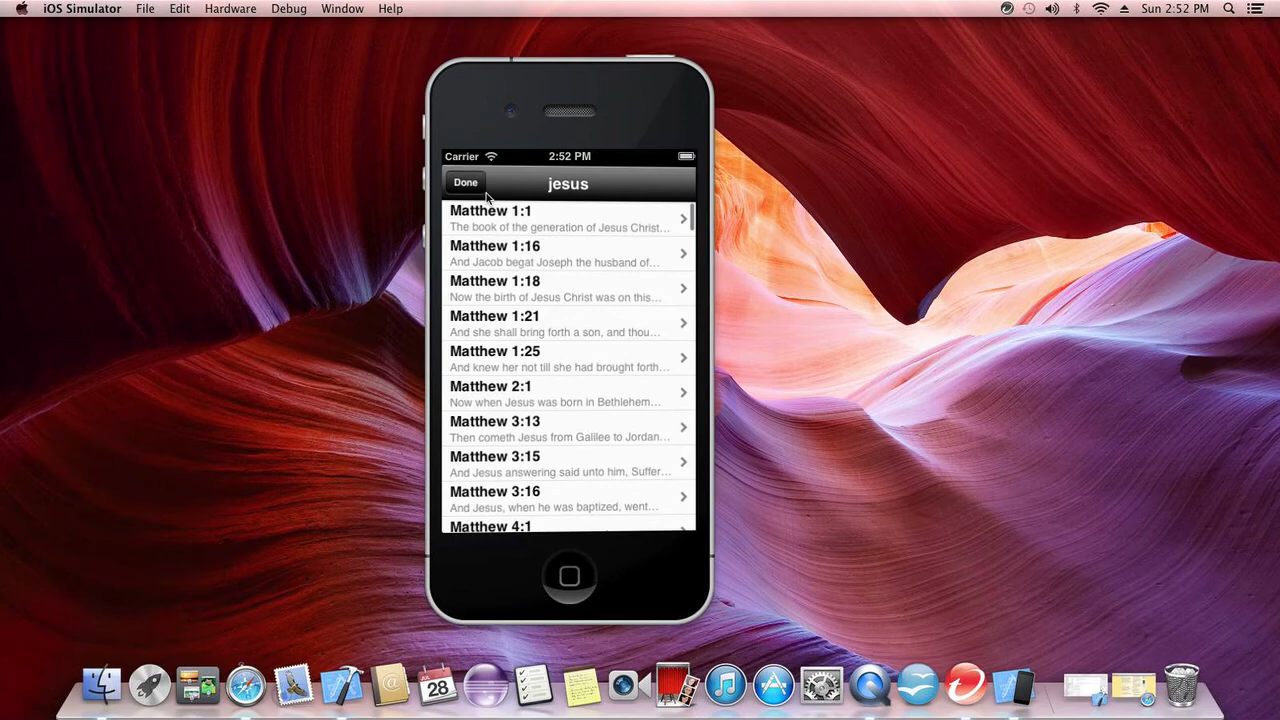 iOS Simulator File Edit Hardware Debug Window Help Sun 2:52 PM
Carrier 2:52 PM
Done jesus
Matthew 1:1
The book of the generation of Jesus Christ...
Matthew 1:16
And Jacob begat Joseph the husband of...
Matthew 1:18
Now the birth of Jesus Christ was on this...
Matthew 1:21
And she shall bring forth a son, and thou...
Matthew 1:25
And knew her not till she had brought forth...
Matthew 2:1
Now when Jesus was born in Bethlehem...
Matthew 3:13
Then cometh Jesus from Galilee to Jordan...
Matthew 3:15
And Jesus answering said unto him, Suffer...
Matthew 3:16
And Jesus, when he was baptized, went...
Matthew 4:1
JUL
28